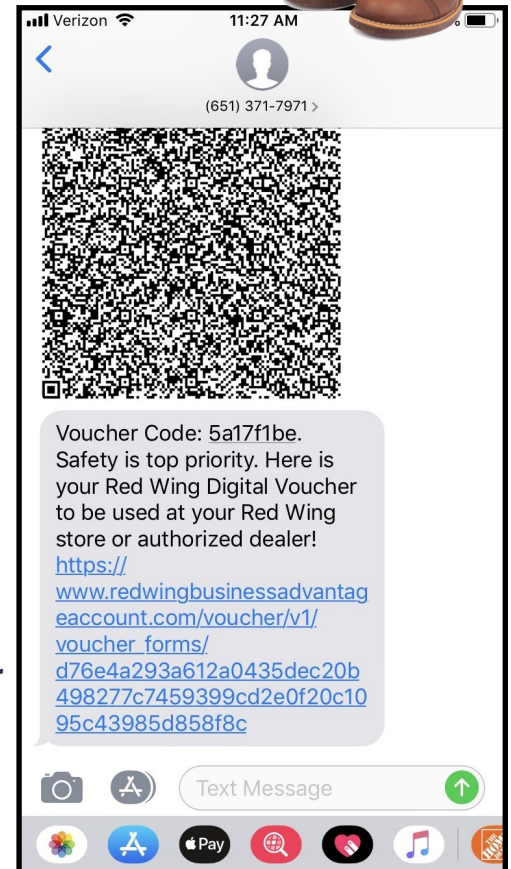 Verizon 11:27 AM
(651) 371-7971 >
Voucher Code: 5a17f1be.
Safety is top priority. Here is
your Red Wing Digital Voucher
to be used at your Red Wing
store or authorized dealer!
https://
www.redwingbusinessadvantag
eaccount.com/voucher/v1/
voucher_forms/
d76e4a293a612a0435dec20b
498277c7459399cd2e0f20c10
95c43985d858f8c
Text Message
Pay